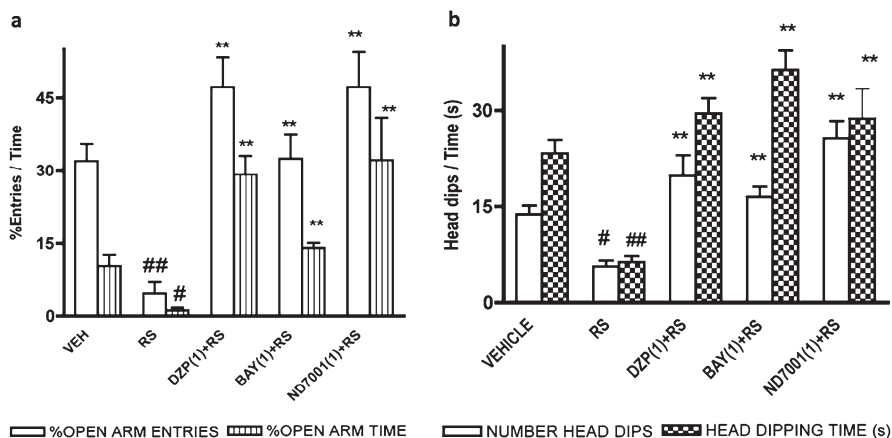 a
%Entries / Time
45
30
15
0
**
**
**
**
**
**
##
#
VEH
RS
DZP(1)+RS
BAY(1)+RS
ND7001(1)+RS
%OPEN ARM ENTRIES
%OPEN ARM TIME
b
Head dips / Time (s)
30
15
0
**
**
**
**
**
**
#
##
VEHICLE
RS
DZP(1)+RS
BAY(1)+RS
ND7001(1)+RS
NUMBER HEAD DIPS
HEAD DIPPING TIME (s)